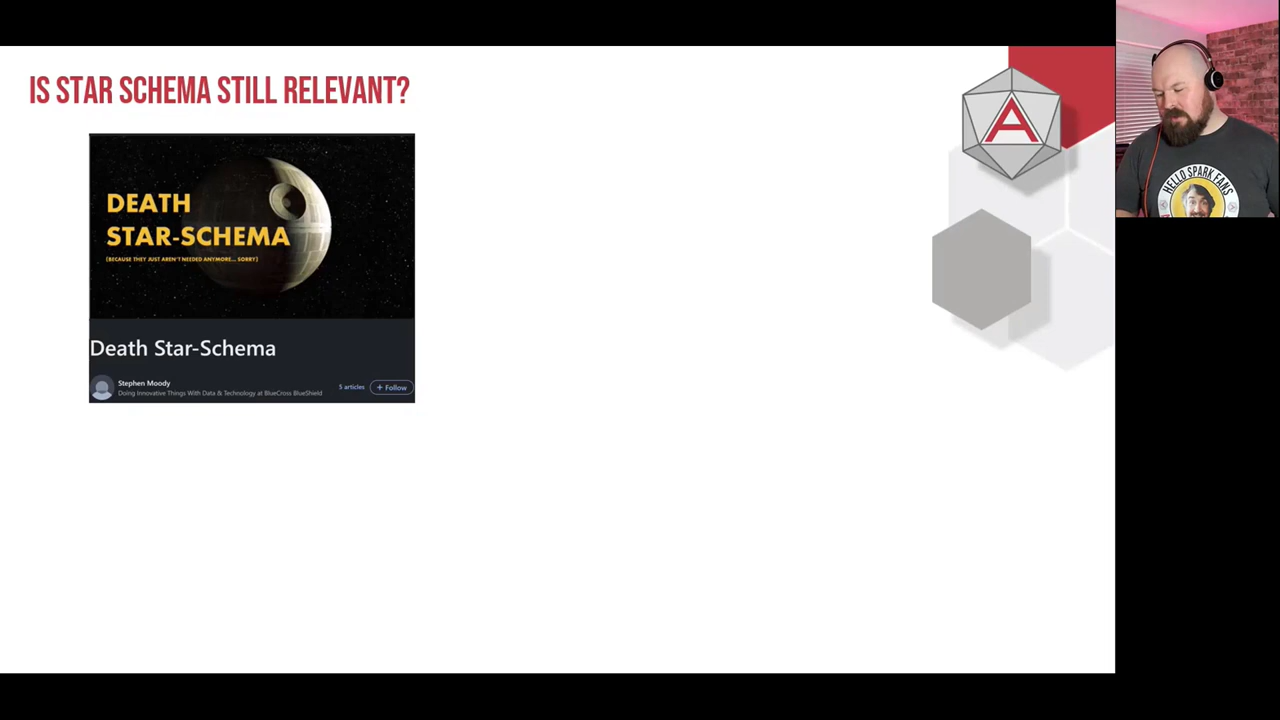 IS STAR SCHEMA STILL RELEVANT?
DEATH
STAR-SCHEMA
(BECAUSE THEY JUST AREN'T NEEDED ANYMORE... SORRY)
Death Star-Schema
Stephen Moody
5 articles
+ Follow
Doing Innovative Things With Data & Technology at BlueCross BlueShield
A
HELLO SPARK FANS